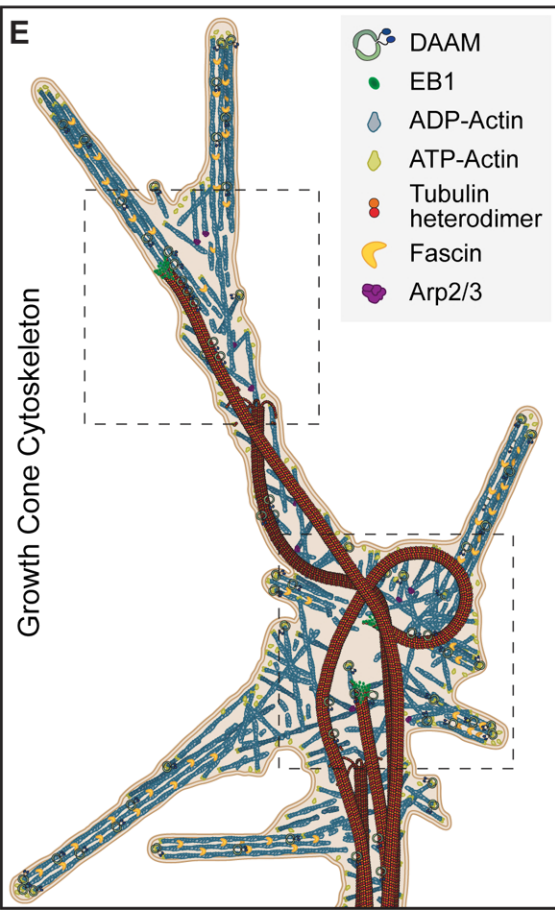 E
DAAM
EB1
ADP-Actin
ATP-Actin
Tubulin
heterodimer
Fascin
Arp2/3
Growth Cone Cytoskeleton